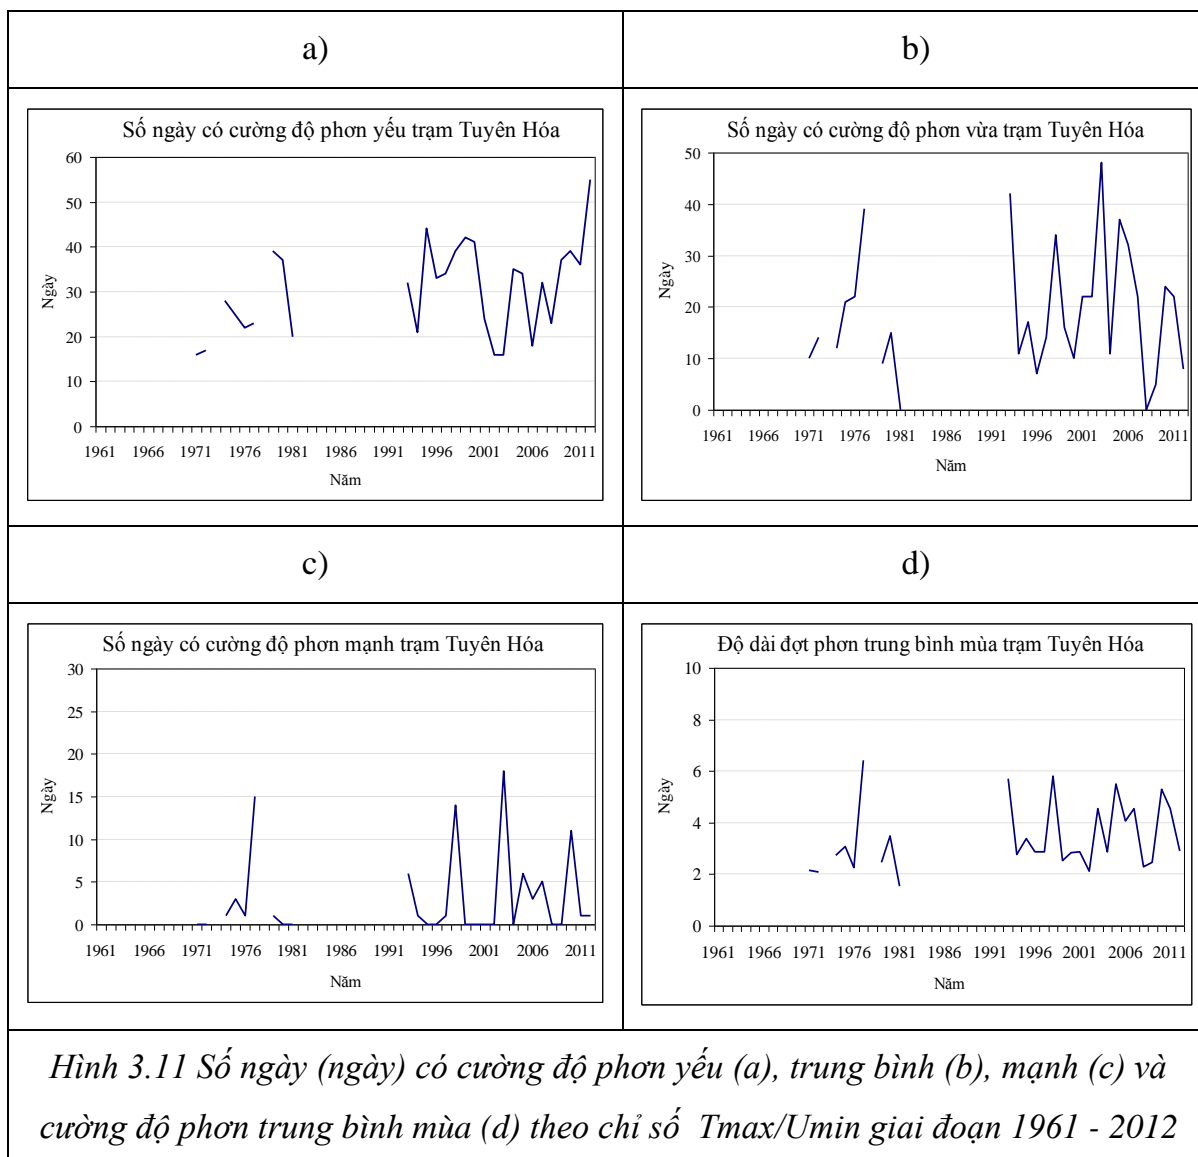 a)
b)
Số ngày có cường độ phơn yếu trạm Tuyên Hóa
60
50
40
30
20
10
0
Ngày
1961 1966 1971 1976 1981 1986 1991 1996 2001 2006 2011
Năm
Số ngày có cường độ phơn vừa trạm Tuyên Hóa
50
40
30
20
10
0
Ngày
1961 1966 1971 1976 1981 1986 1991 1996 2001 2006 2011
Năm
c)
d)
Số ngày có cường độ phơn mạnh trạm Tuyên Hóa
30
25
20
15
10
5
0
Ngày
1961 1966 1971 1976 1981 1986 1991 1996 2001 2006 2011
Năm
Độ dài đợt phơn trung bình mùa trạm Tuyên Hóa
10
8
6
4
2
0
Ngày
1961 1966 1971 1976 1981 1986 1991 1996 2001 2006 2011
Năm
Hình 3.11 Số ngày (ngày) có cường độ phơn yếu (a), trung bình (b), mạnh (c) và
cường độ phơn trung bình mùa (d) theo chỉ số Tmax/Umin giai đoạn 1961 - 2012